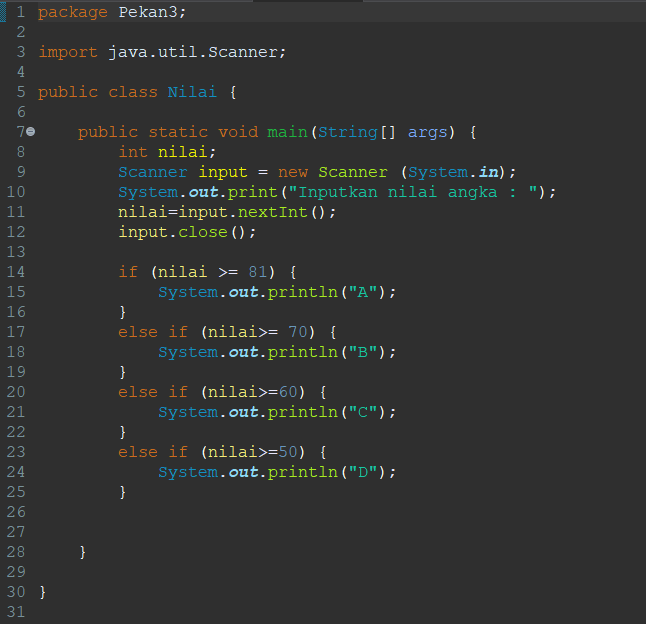 1 package Pekan3;
2
3 import java.util.Scanner;
4
5 public class Nilai {
6
7 public static void main(String[] args) {
8 int nilai;
9 Scanner input = new Scanner (System.in);
10 System.out.print("Inputkan nilai angka : ");
11 nilai=input.nextInt();
12 input.close();
13
14 if (nilai >= 81) {
15 System.out.println("A");
16 }
17 else if (nilai>= 70) {
18 System.out.println("B");
19 }
20 else if (nilai>=60) {
21 System.out.println("C");
22 }
23 else if (nilai>=50) {
24 System.out.println("D");
25 }
26
27
28 }
29
30 }
31